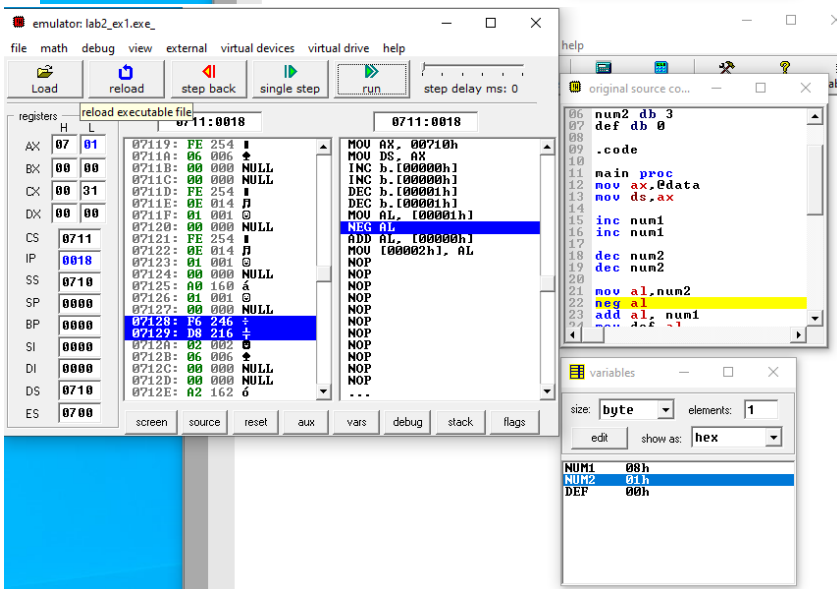 emulator: lab2_ex1.exe_
file math debug view external virtual devices virtual drive help
Load
reload
step back
single step
run
step delay ms: 0
reload executable file
registers
H L
AX 07 01
BX 00 00
CX 00 31
DX 00 00
CS 0711
IP 0018
SS 0710
SP 0000
BP 0000
SI 0000
DI 0000
DS 0710
ES 0700
0711:0018
07119: FE 254
0711A: 06 006 ♠
0711B: 00 000 NULL
0711C: 00 000 NULL
0711D: FE 254
0711E: 0E 014 ♫
0711F: 01 001 ☺
07120: 00 000 NULL
07121: FE 254
07122: 0E 014 ♫
07123: 01 001 ☺
07124: 00 000 NULL
07125: A0 160 á
07126: 01 001 ☺
07127: 00 000 NULL
07128: F6 246 ÷
07129: D8 216 ╪
0712A: 02 002 ☻
0712B: 06 006 ♠
0712C: 00 000 NULL
0712D: 00 000 NULL
0712E: A2 162 ó
0711:0018
MOV AX, 00710h
MOV DS, AX
INC b.[00000h]
INC b.[00000h]
DEC b.[00001h]
DEC b.[00001h]
MOV AL, [00001h]
NEG AL
ADD AL, [00000h]
MOV [00002h], AL
NOP
NOP
NOP
NOP
NOP
NOP
NOP
NOP
NOP
NOP
NOP
...
screen source reset aux vars debug stack flags
help
original source co...
06 num2 db 3
07 def db 0
08
09 .code
10
11 main proc
12 mov ax,@data
13 mov ds,ax
14
15 inc num1
16 inc num1
17
18 dec num2
19 dec num2
20
21 mov al,num2
22 neg al
23 add al, num1
24 mov def,al
variables
size: byte elements: 1
edit show as: hex
NUM1 08h
NUM2 01h
DEF 00h